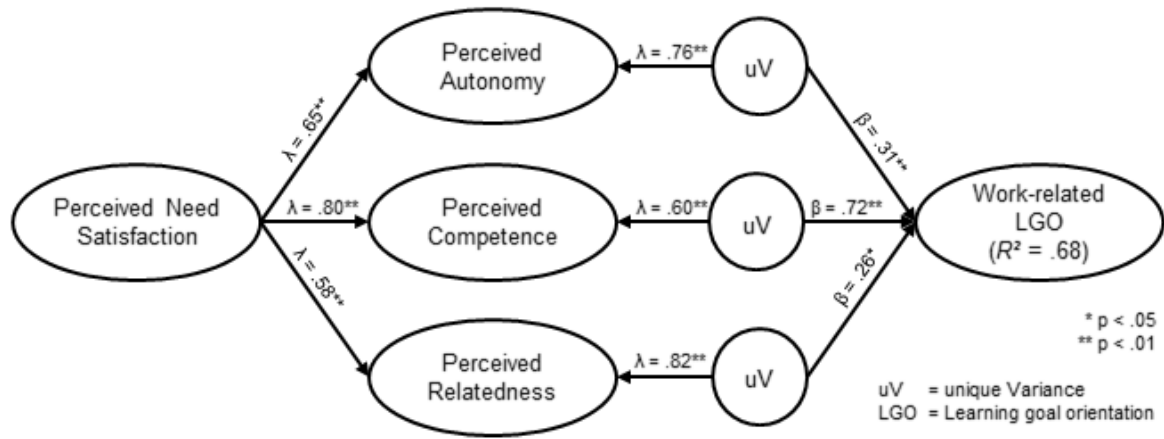 Perceived
Autonomy
λ = .76**
uV
λ = .65**
β = .31**
Perceived Need
Satisfaction
λ = .80**
Perceived
Competence
λ = .60**
uV
β = .72**
Work-related
LGO
(R² = .68)
λ = .58**
β = .26*
Perceived
Relatedness
λ = .82**
uV
* p < .05
** p < .01
uV = unique Variance
LGO = Learning goal orientation